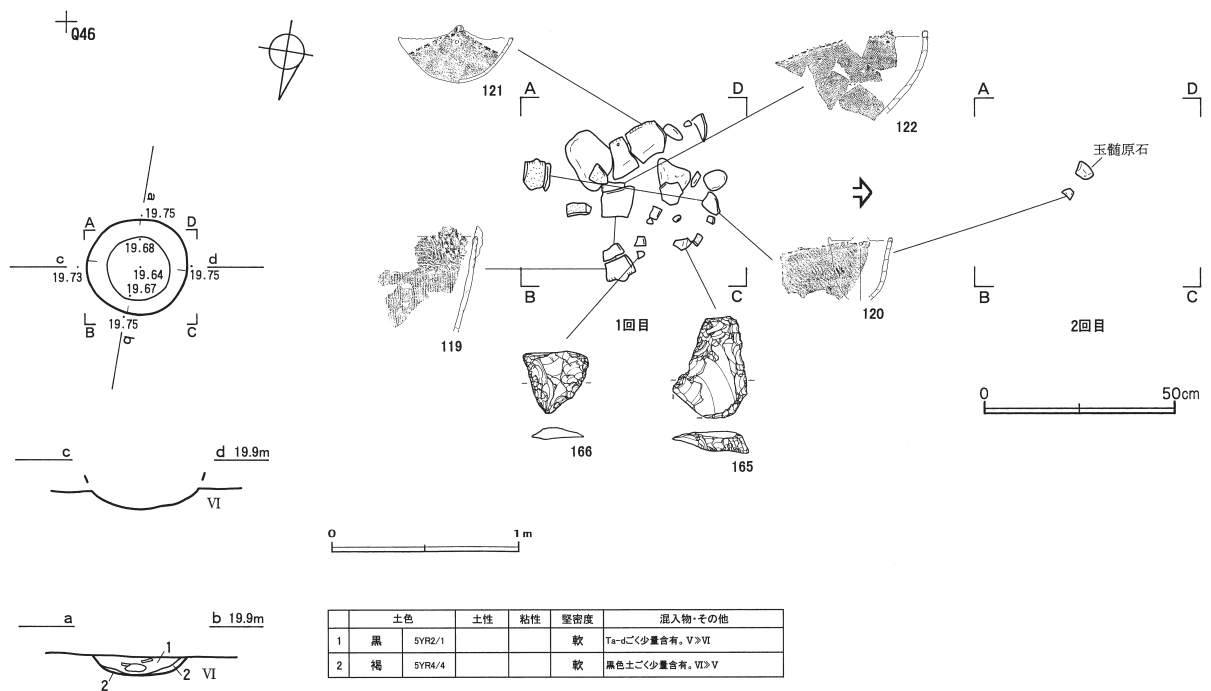 Q46
121
122
A D
A D
玉髄原石
a
19.75
A D
19.68
c d
19.64
19.73 19.75
19.67
B C
19.75
b
119
B C
1回目
120
B C
2回目
0 50cm
166
165
c d 19.9m
Ⅵ
0 1m
a b 19.9m
1
2 2 Ⅵ
土色 土性 粘性 堅密度 混入物・その他
1 黒 5YR2/1 軟 Ta-dごく少量含有。Ⅴ≫Ⅵ
2 褐 5YR4/4 軟 黒色土ごく少量含有。Ⅵ≫Ⅴ